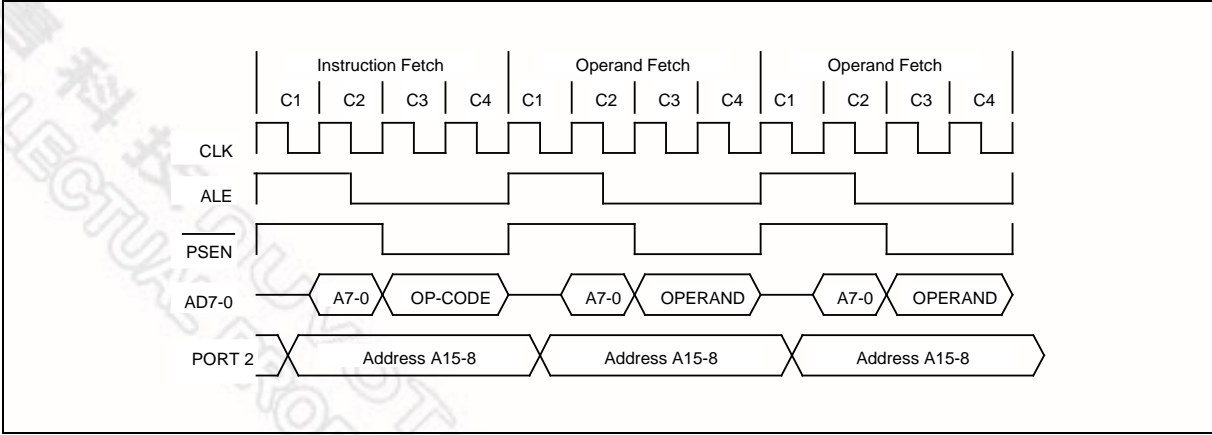 Instruction Fetch Operand Fetch Operand Fetch
C1 C2 C3 C4 C1 C2 C3 C4 C1 C2 C3 C4
CLK
ALE
PSEN
AD7-0 A7-0 OP-CODE A7-0 OPERAND A7-0 OPERAND
PORT 2 Address A15-8 Address A15-8 Address A15-8